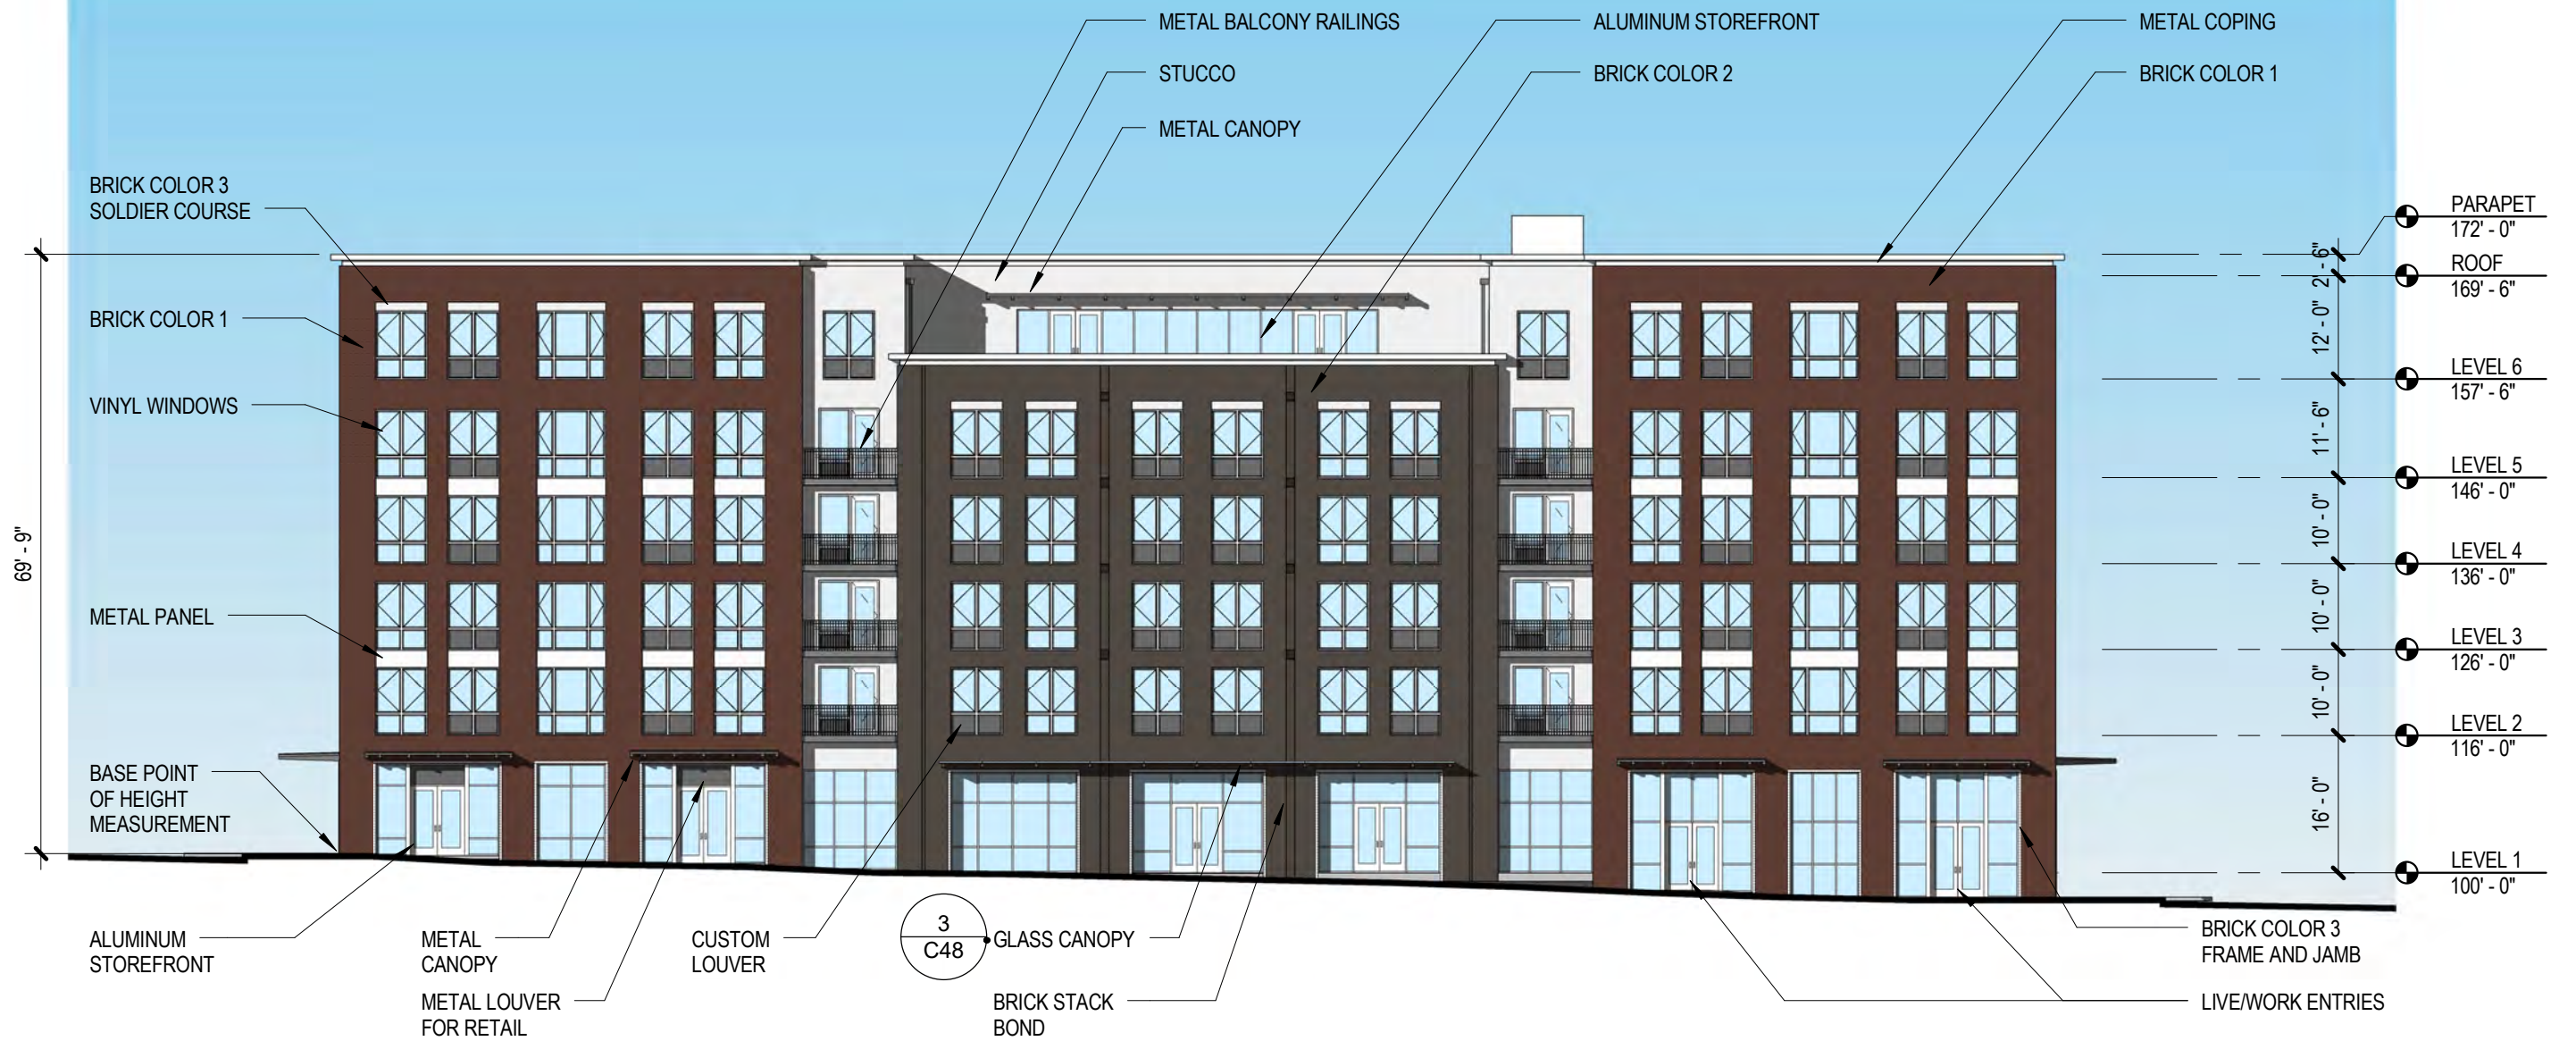 METAL BALCONY RAILINGS
STUCCO
METAL CANOPY
ALUMINUM STOREFRONT
BRICK COLOR 2
METAL COPING
BRICK COLOR 1
BRICK COLOR 3
SOLDIER COURSE
BRICK COLOR 1
VINYL WINDOWS
METAL PANEL
BASE POINT
OF HEIGHT
MEASUREMENT
69' - 9"
ALUMINUM
STOREFRONT
METAL
CANOPY
METAL LOUVER
FOR RETAIL
CUSTOM
LOUVER
3
C48
GLASS CANOPY
BRICK STACK
BOND
BRICK COLOR 3
FRAME AND JAMB
LIVE/WORK ENTRIES
2' - 6"
12' - 0"
11' - 6"
10' - 0"
10' - 0"
10' - 0"
16' - 0"
PARAPET
172' - 0"
ROOF
169' - 6"
LEVEL 6
157' - 6"
LEVEL 5
146' - 0"
LEVEL 4
136' - 0"
LEVEL 3
126' - 0"
LEVEL 2
116' - 0"
LEVEL 1
100' - 0"